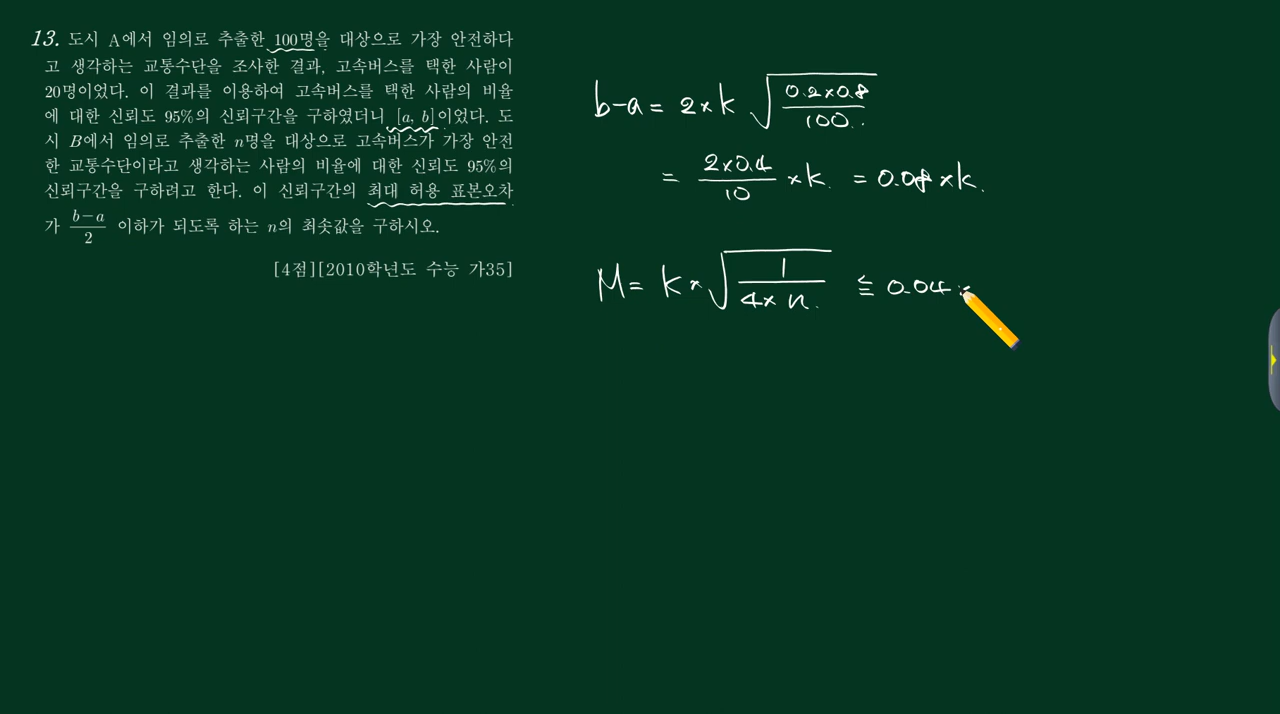 13. 도시 A에서 임의로 추출한 100명을 대상으로 가장 안전하다
고 생각하는 교통수단을 조사한 결과, 고속버스를 택한 사람이
20명이었다. 이 결과를 이용하여 고속버스를 택한 사람의 비율
에 대한 신뢰도 95%의 신뢰구간을 구하였더니 [a, b]이었다. 도
시 B에서 임의로 추출한 n명을 대상으로 고속버스가 가장 안전
한 교통수단이라고 생각하는 사람의 비율에 대한 신뢰도 95%의
신뢰구간을 구하려고 한다. 이 신뢰구간의 최대 허용 표본오차
가 b-a/2 이하가 되도록 하는 n의 최솟값을 구하시오.
[4점][2010학년도 수능 가35]
b-a = 2×k √(0.2×0.8/100)
= 2×0.4/10 ×k = 0.08×k.
M = k× √(1/4×n) ≦ 0.04